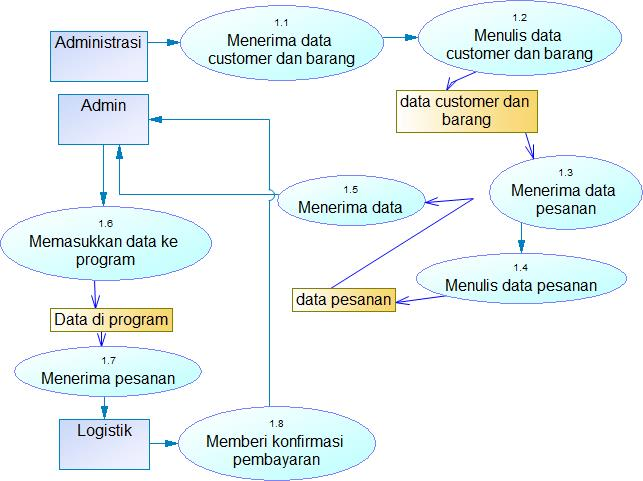 Administrasi
1.1
Menerima data
customer dan barang
1.2
Menulis data
customer dan barang
data customer dan
barang
Admin
1.3
Menerima data
pesanan
1.5
Menerima data
1.6
Memasukkan data ke
program
1.4
Menulis data pesanan
data pesanan
Data di program
1.7
Menerima pesanan
Logistik
1.8
Memberi konfirmasi
pembayaran